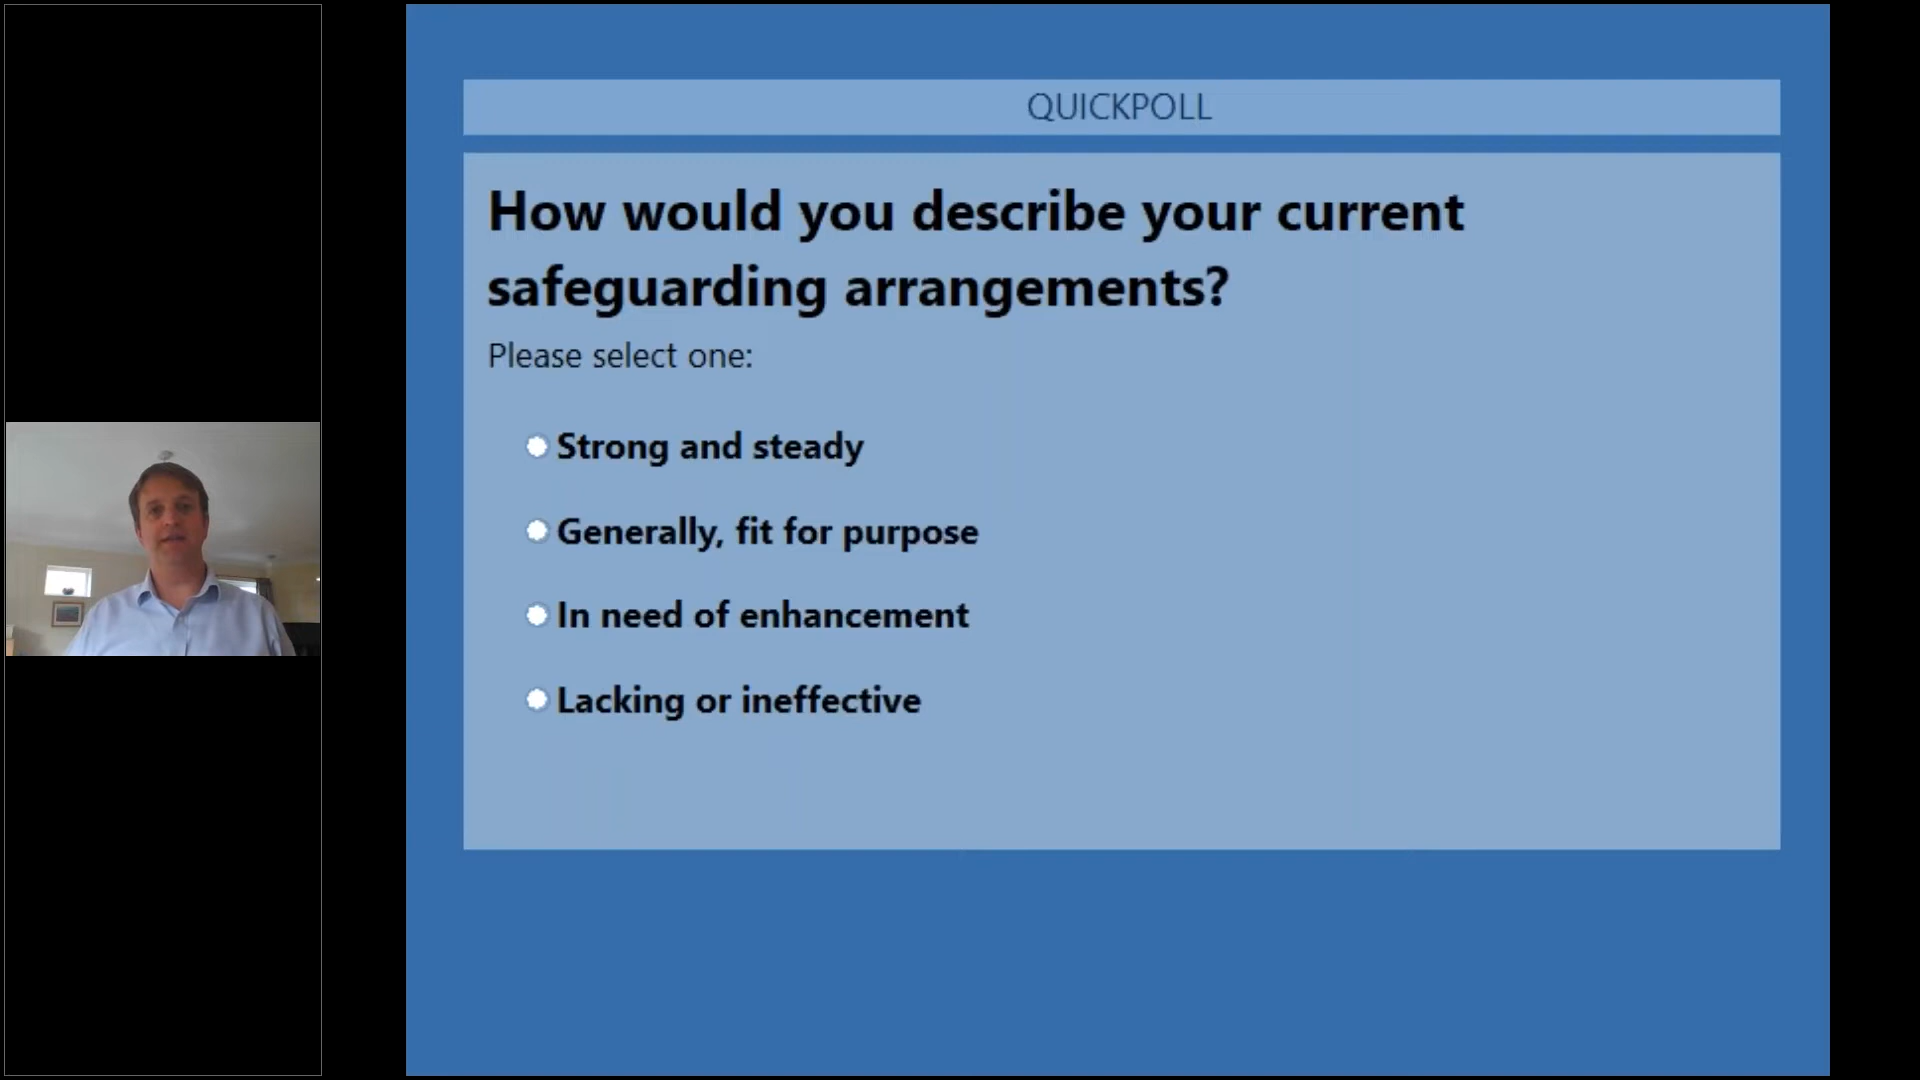 QUICKPOLL
How would you describe your current
safeguarding arrangements?
Please select one:
Strong and steady
Generally, fit for purpose
In need of enhancement
Lacking or ineffective